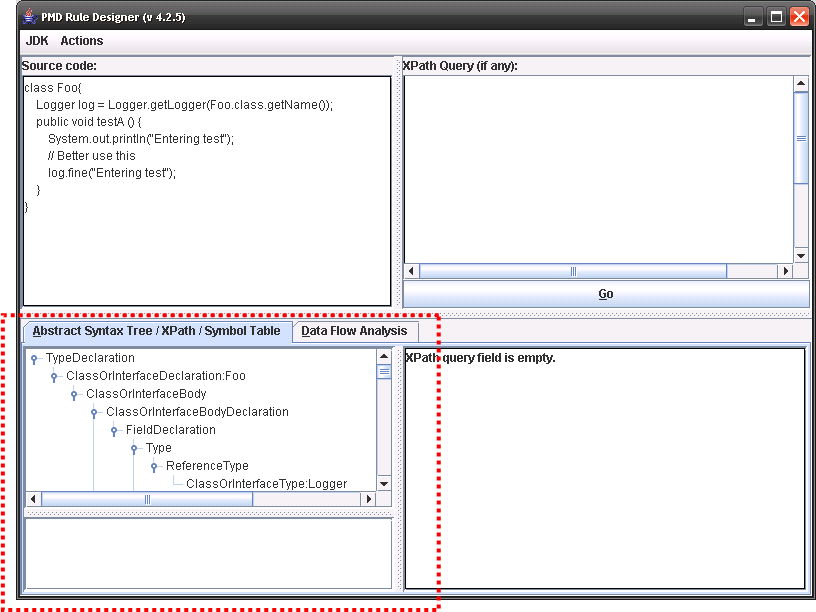 PMD Rule Designer (v 4.2.5)
JDK Actions
Source code:
class Foo{
Logger log = Logger.getLogger(Foo.class.getName());
public void testA () {
System.out.println("Entering test");
// Better use this
log.fine("Entering test");
}
}
XPath Query (if any):
Go
Abstract Syntax Tree / XPath / Symbol Table
Data Flow Analysis
TypeDeclaration
ClassOrInterfaceDeclaration:Foo
ClassOrInterfaceBody
ClassOrInterfaceBodyDeclaration
FieldDeclaration
Type
ReferenceType
ClassOrInterfaceType:Logger
XPath query field is empty.